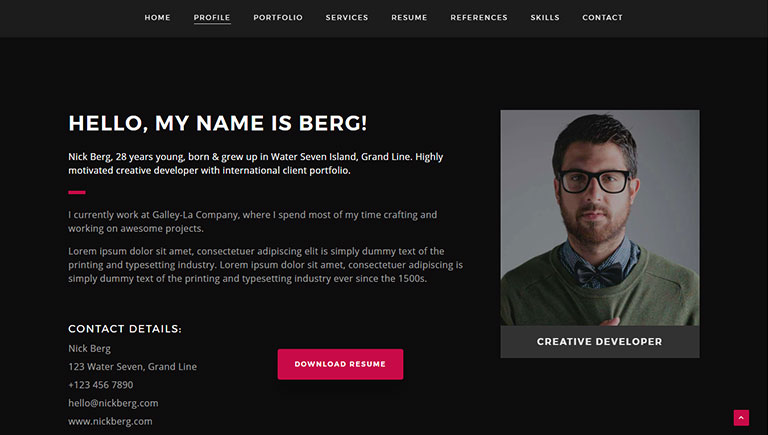 HOME PROFILE PORTFOLIO SERVICES RESUME REFERENCES SKILLS CONTACT
HELLO, MY NAME IS BERG!
Nick Berg, 28 years young, born & grew up in Water Seven Island, Grand Line. Highly
motivated creative developer with international client portfolio.
I currently work at Galley-La Company, where I spend most of my time crafting and
working on awesome projects.
Lorem ipsum dolor sit amet, consectetuer adipiscing elit is simply dummy text of the
printing and typesetting industry. Lorem ipsum dolor sit amet, consectetuer adipiscing is
simply dummy text of the printing and typesetting industry ever since the 1500s.
CONTACT DETAILS:
Nick Berg
123 Water Seven, Grand Line
+123 456 7890
hello@nickberg.com
www.nickberg.com
DOWNLOAD RESUME
CREATIVE DEVELOPER